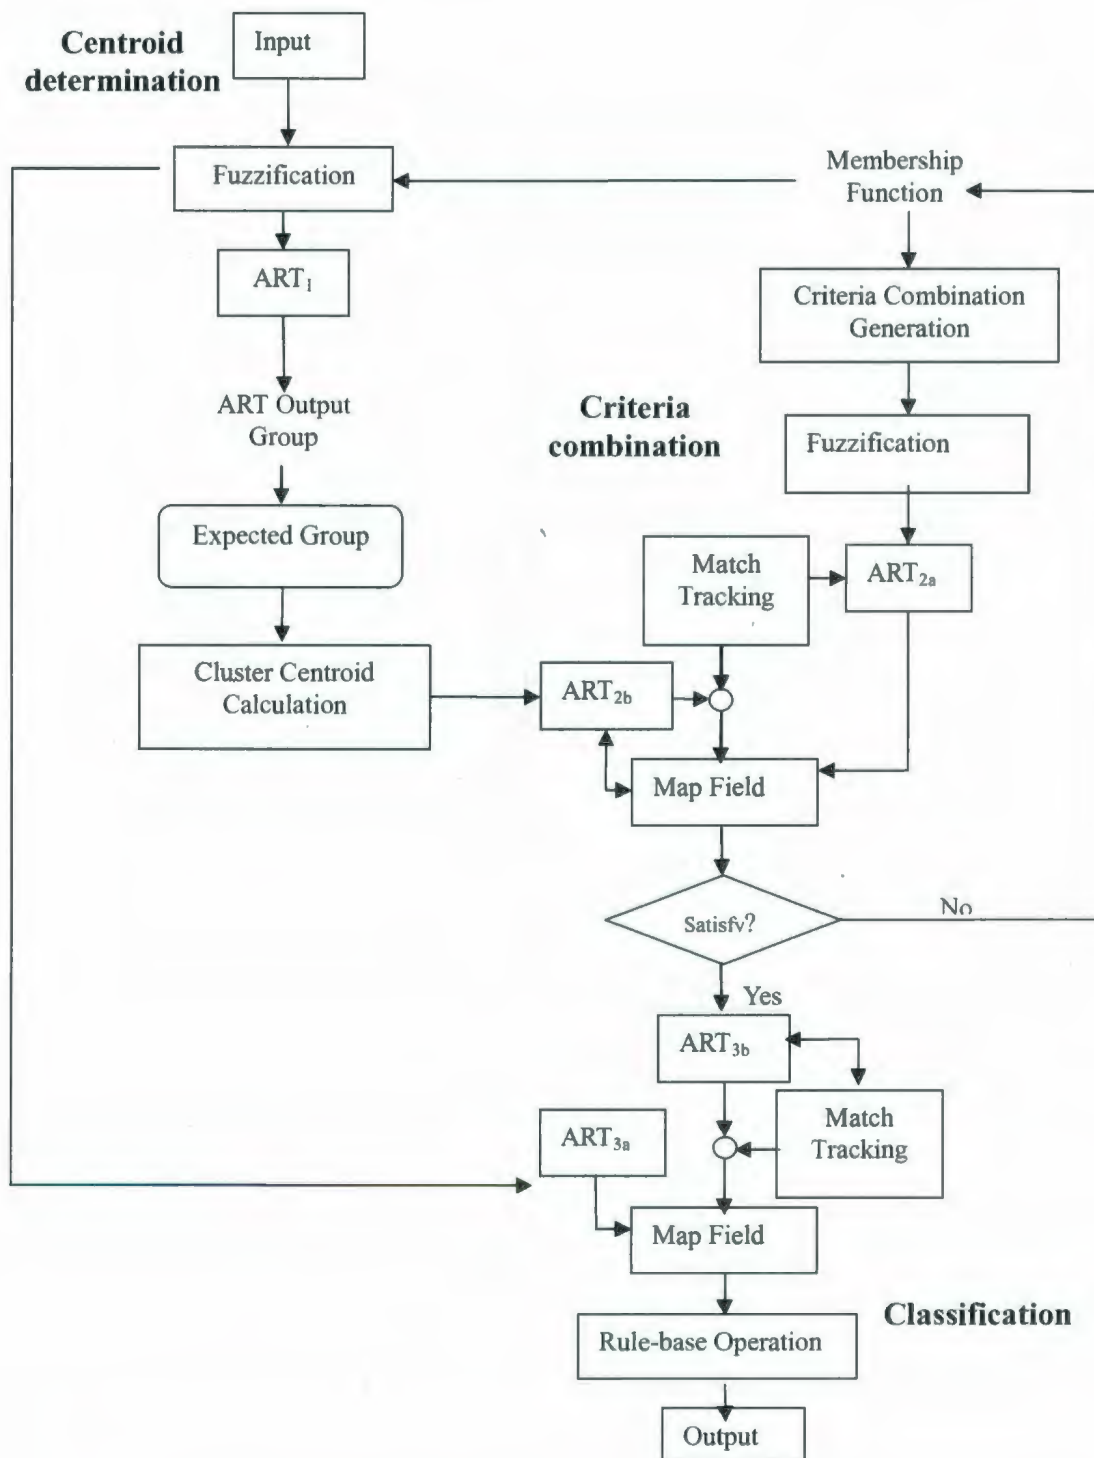 Centroid
determination
Input
Fuzzification
Membership
Function
ART₁
Criteria Combination
Generation
ART Output
Group
Criteria
combination
Fuzzification
Expected Group
Match
Tracking
ART₂ₐ
Cluster Centroid
Calculation
ART2b
Map Field
Satisfy?
No
Yes
ART3b
Match
Tracking
ART₃ₐ
Map Field
Classification
Rule-base Operation
Output